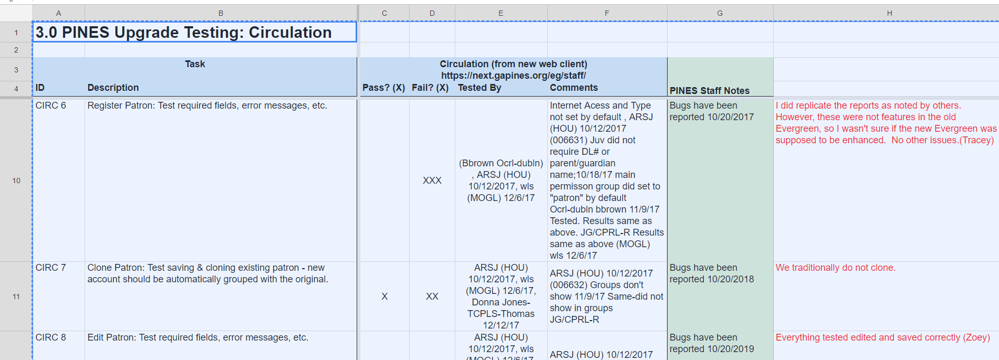 A B C D E F G H
1 3.0 PINES Upgrade Testing: Circulation
2
3 Task Circulation (from new web client)
https://next.gapines.org/eg/staff/
4 ID Description Pass? (X) Fail? (X) Tested By Comments PINES Staff Notes
10
CIRC 6
Register Patron: Test required fields, error messages, etc.
XXX
(Bbrown Ocrl-dubln)
, ARSJ (HOU)
10/12/2017, wls
(MOGL) 12/6/17
Internet Acess and Type
not set by default , ARSJ
(HOU) 10/12/2017
(006631) Juv did not
require DL# or
parent/guardian
name;10/18/17 main
permisson group did set to
"patron" by default
Ocrl-dubln bbrown 11/9/17
Tested. Results same as
above. JG/CPRL-R Results
same as above (MOGL)
wls 12/6/17
Bugs have been
reported 10/20/2017
I did replicate the reports as noted by others.
However, these were not features in the old
Evergreen, so I wasn't sure if the new Evergreen was
supposed to be enhanced.  No other issues.(Tracey)
11
CIRC 7
Clone Patron: Test saving & cloning existing patron - new
account should be automatically grouped with the original.
X
XX
ARSJ (HOU)
10/12/2017, wls
(MOGL) 12/6/17,
Donna Jones-
TCPLS-Thomas
12/12/17
ARSJ (HOU) 10/12/2017
(006632) Groups don't
show 11/9/17 Same-did not
show in groups
JG/CPRL-R
Bugs have been
reported 10/20/2018
We traditionally do not clone.
CIRC 8
Edit Patron: Test required fields, error messages, etc.
ARSJ (HOU)
10/12/2017, wls
(MOGL) 12/6/17
ARSJ (HOU) 10/12/2017
Bugs have been
reported 10/20/2019
Everything tested edited and saved correctly (Zoey)